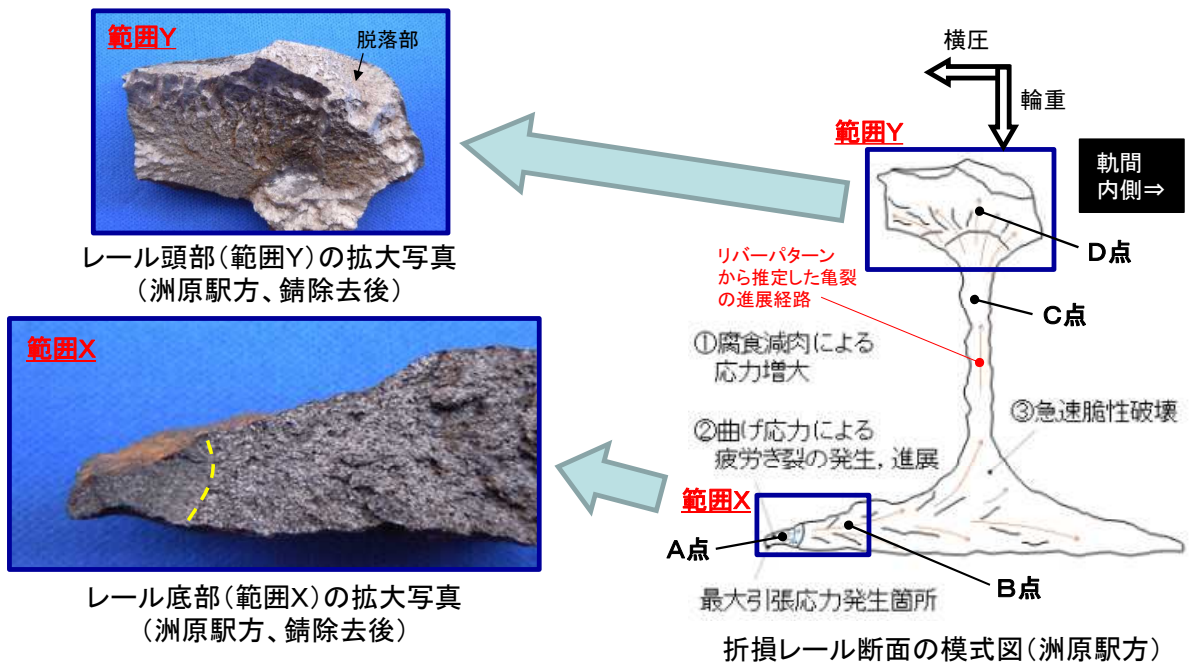 範囲Y
脱落部
レール頭部(範囲Y)の拡大写真
(洲原駅方、錆除去後)
範囲X
レール底部(範囲X)の拡大写真
(洲原駅方、錆除去後)
横圧
輪重
範囲Y
軌間
内側⇒
D点
リバーパターン
から推定した亀裂
の進展経路
C点
①腐食減肉による
応力増大
③急速脆性破壊
②曲げ応力による
疲労き裂の発生,進展
範囲X
A点
B点
最大引張応力発生箇所
折損レール断面の模式図(洲原駅方)